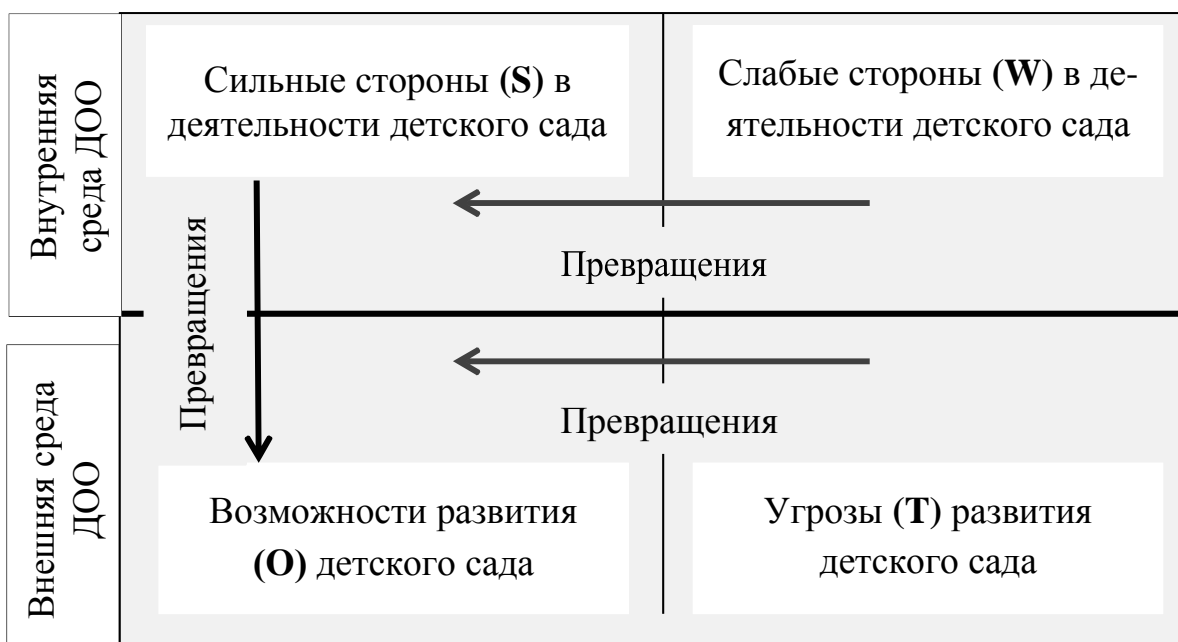 Внутренняя
среда ДОО
Сильные стороны (S) в
деятельности детского сада
Слабые стороны (W) в де-
ятельности детского сада
Превращения
Превращения
Внешняя среда
ДОО
Превращения
Возможности развития
(O) детского сада
Угрозы (T) развития
детского сада